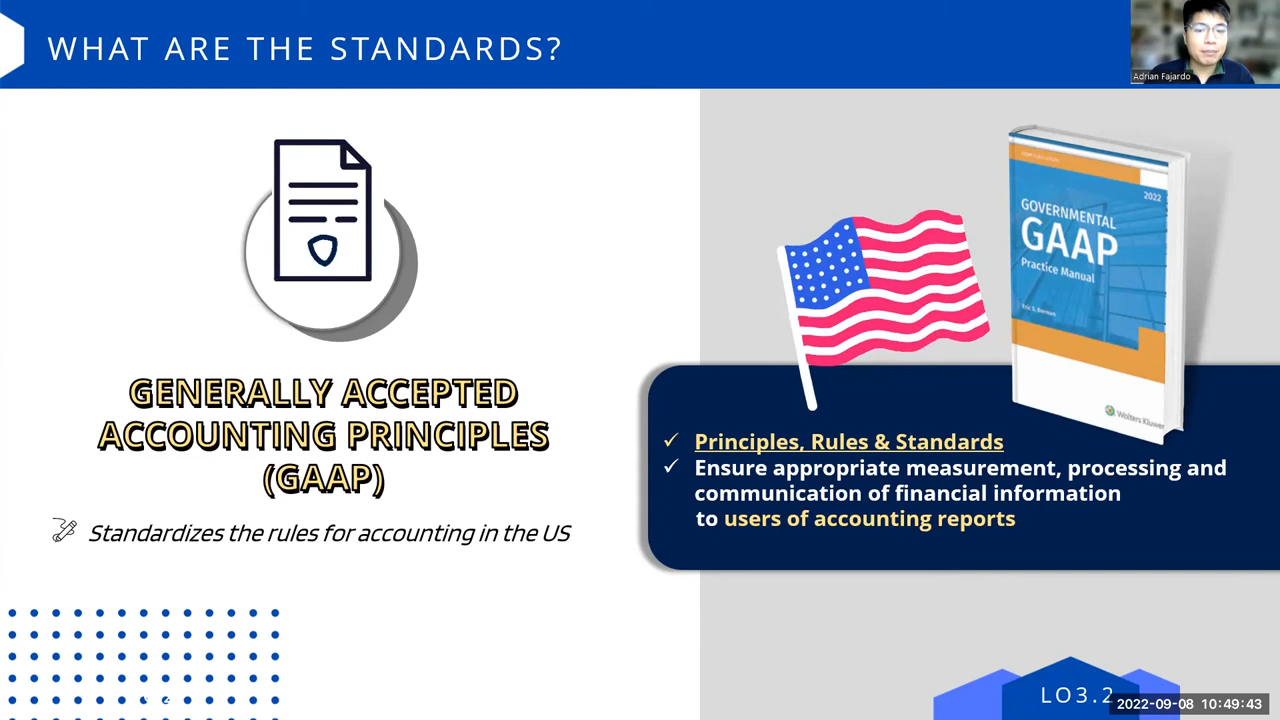 WHAT ARE THE STANDARDS?
Adrian Fajardo
2022
GOVERNMENTAL
GAAP
Practice Manual
Eric S. Berman
Wolters Kluwer
GENERALLY ACCEPTED
ACCOUNTING PRINCIPLES
(GAAP)
Standardizes the rules for accounting in the US
✓ Principles, Rules & Standards
✓ Ensure appropriate measurement, processing and
communication of financial information
to users of accounting reports
LO3.2
2022-09-08 10:49:43